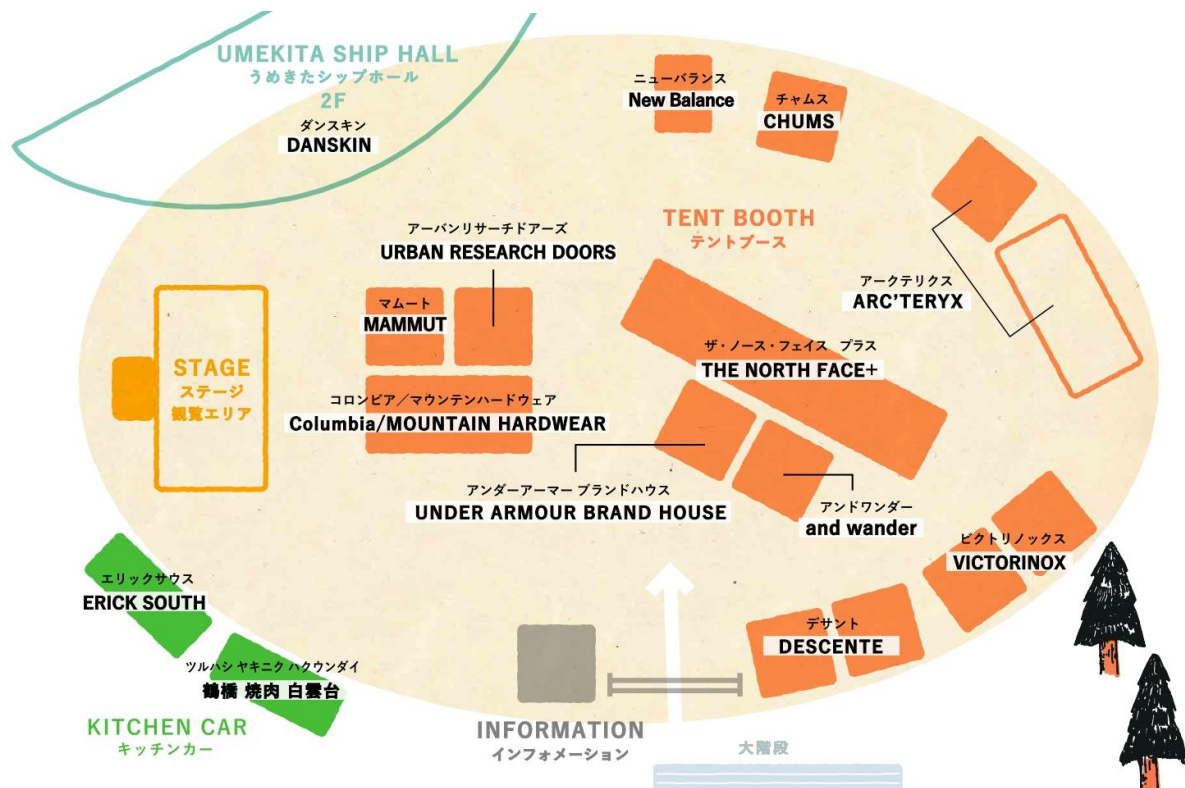 UMEKITA SHIP HALL
うめきたシップホール
2F
ダンスキン
DANSKIN
ニューバランス
New Balance
チャムス
CHUMS
TENT BOOTH
テントブース
アーバンリサーチドアーズ
URBAN RESEARCH DOORS
アークテリクス
ARC'TERYX
マムート
MAMMUT
STAGE
ステージ
観覧エリア
ザ・ノース・フェイス プラス
THE NORTH FACE+
コロンビア／マウンテンハードウェア
Columbia/MOUNTAIN HARDWEAR
アンダーアーマー ブランドハウス
UNDER ARMOUR BRAND HOUSE
アンドワンダー
and wander
ビクトリノックス
VICTORINOX
エリックサウス
ERICK SOUTH
デサント
DESCENTE
ツルハシ ヤキニク ハクウンダイ
鶴橋 焼肉 白雲台
KITCHEN CAR
キッチンカー
INFORMATION
インフォメーション
大階段